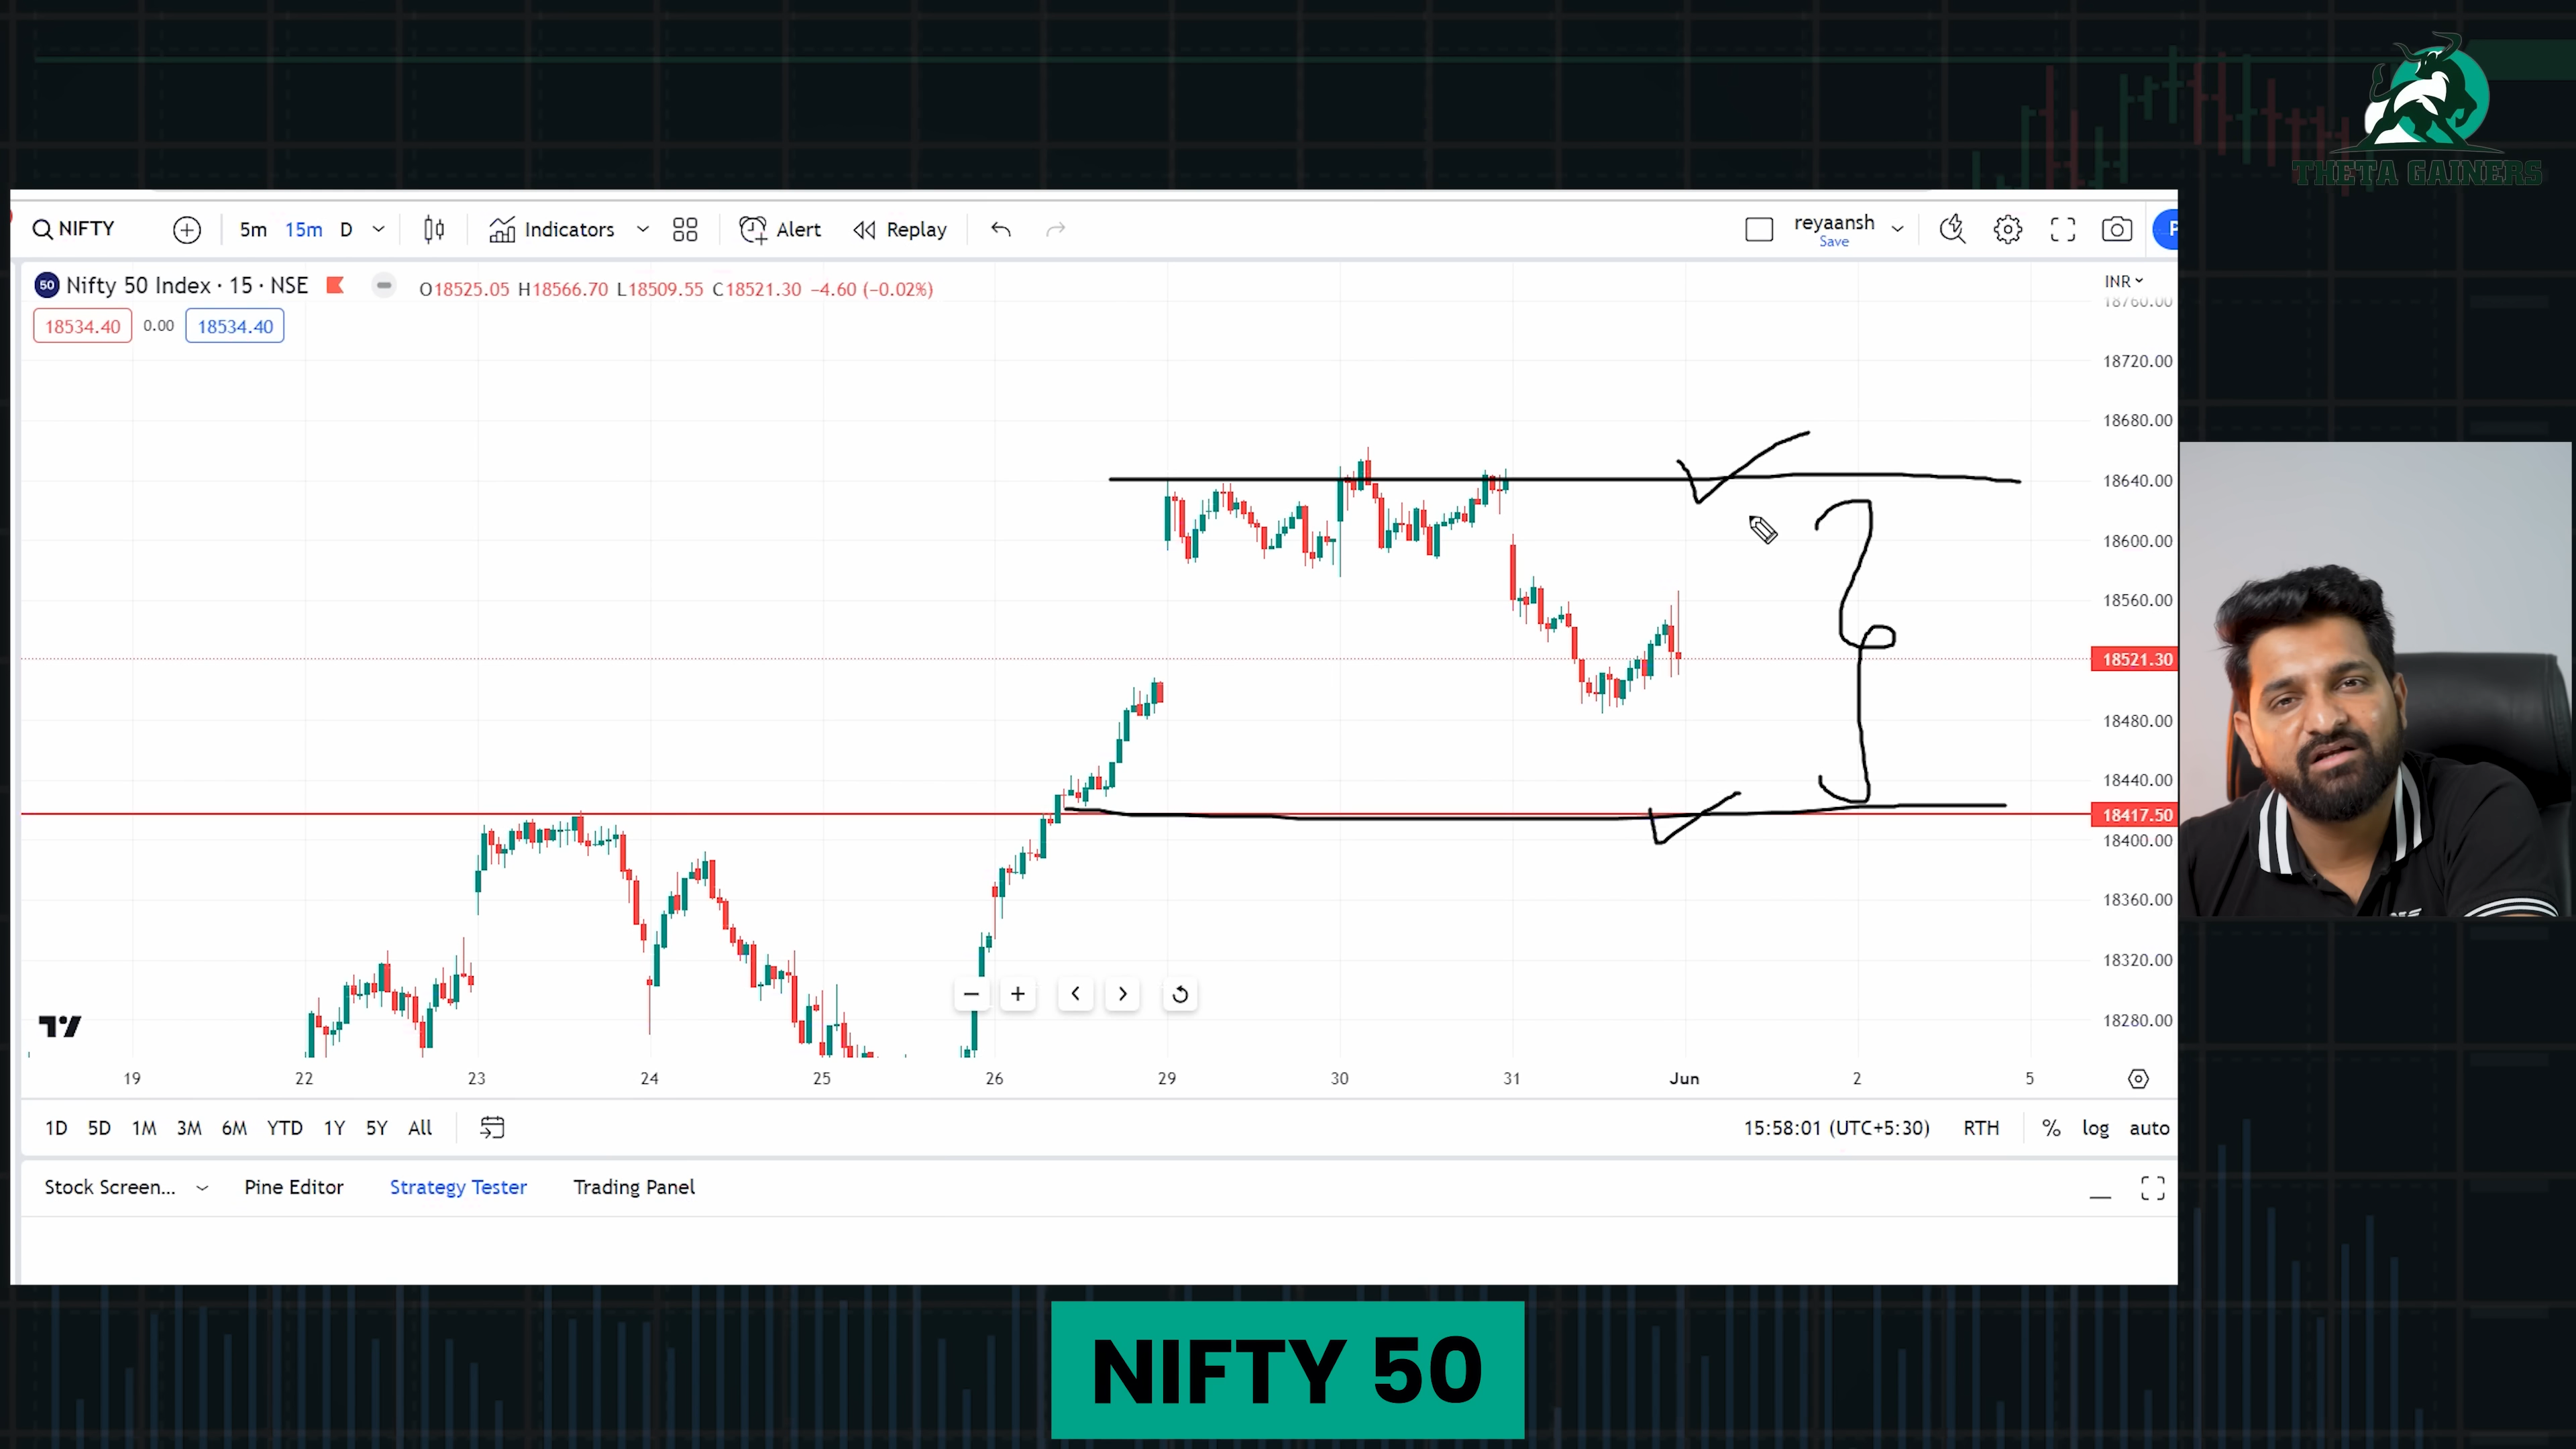 THETA GAINERS
NIFTY 5m 15m D Indicators Alert Replay reyaansh
Save
50 Nifty 50 Index · 15 · NSE O18525.05 H18566.70 L18509.55 C18521.30 −4.60 (−0.02%) INR
18534.40 0.00 18534.40
18760.00
18720.00
18680.00
18640.00
18600.00
18560.00
18521.30
18480.00
18440.00
18417.50
18400.00
18360.00
18320.00
18280.00
19 22 23 24 25 26 29 30 31 Jun 2 5
1D 5D 1M 3M 6M YTD 1Y 5Y All 15:58:01 (UTC+5:30) RTH % log auto
Stock Screen... Pine Editor Strategy Tester Trading Panel
NIFTY 50